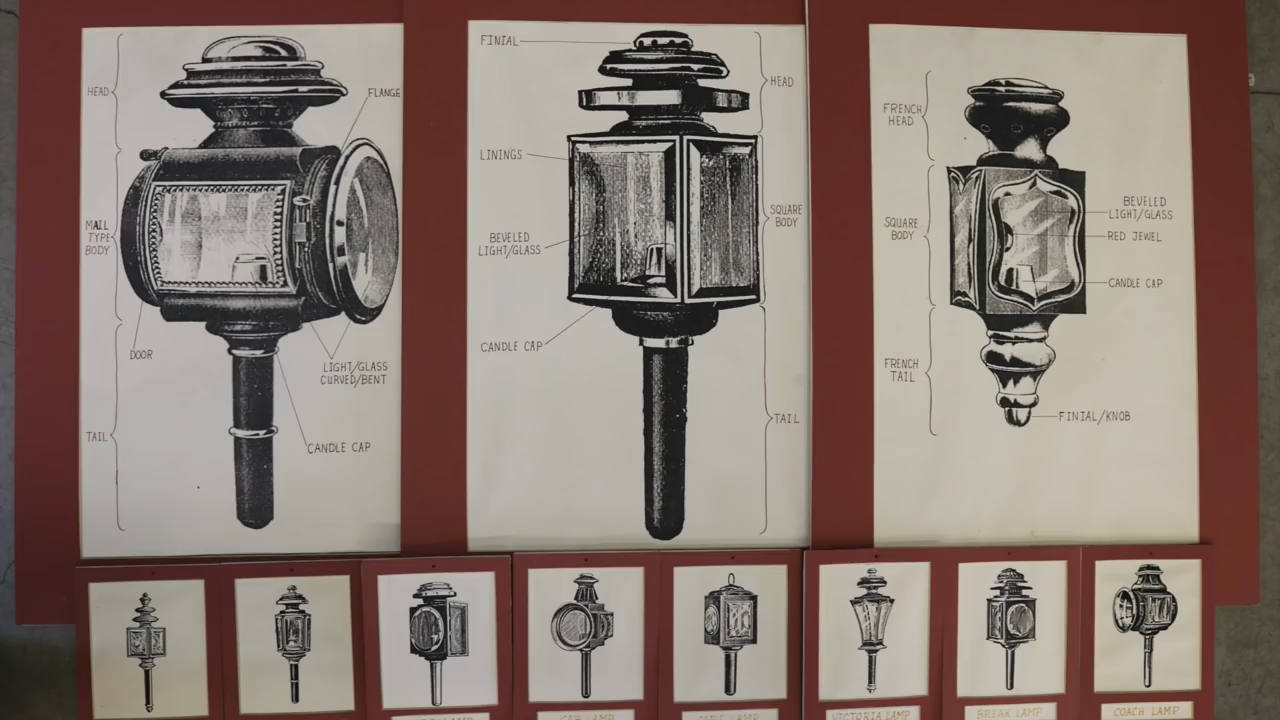 HEAD
FLANGE
MAIL
TYPE
BODY
DOOR
LIGHT/GLASS
CURVED/BENT
TAIL
CANDLE CAP
FINIAL
HEAD
LININGS
SQUARE
BODY
BEVELED
LIGHT/GLASS
CANDLE CAP
TAIL
FRENCH
HEAD
BEVELED
LIGHT/GLASS
SQUARE
BODY
RED JEWEL
CANDLE CAP
FRENCH
TAIL
FINIAL/KNOB
LAMP
LAMP
VICTORIA LAMP
BREAK LAMP
COACH LAMP